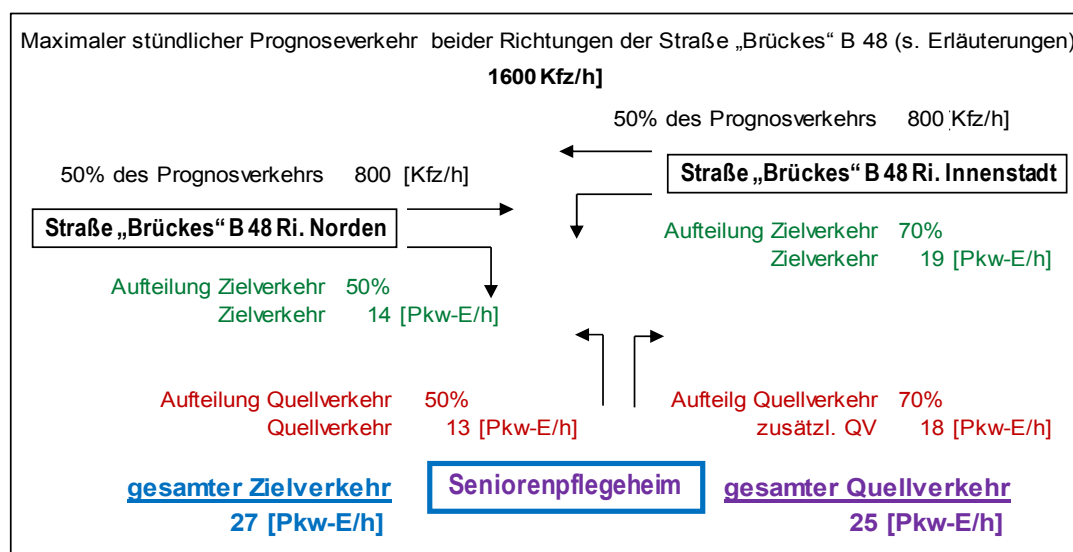 Maximaler stündlicher Prognoseverkehr beider Richtungen der Straße „Brückes“ B 48 (s. Erläuterungen)
1600 Kfz/h]
50% des Prognosverkehrs 800 [Kfz/h]
Straße „Brückes“ B 48 Ri. Innenstadt
50% des Prognosverkehrs 800 [Kfz/h]
Straße „Brückes“ B 48 Ri. Norden
Aufteilung Zielverkehr 70%
Zielverkehr 19 [Pkw-E/h]
Aufteilung Zielverkehr 50%
Zielverkehr 14 [Pkw-E/h]
Aufteilung Quellverkehr 50%
Quellverkehr 13 [Pkw-E/h]
Aufteilg Quellverkehr 70%
zusätzl. QV 18 [Pkw-E/h]
gesamter Zielverkehr
27 [Pkw-E/h]
Seniorenpflegeheim
gesamter Quellverkehr
25 [Pkw-E/h]